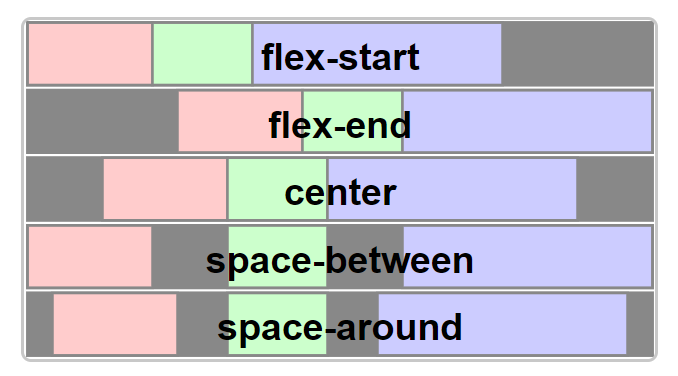 flex-start
flex-end
center
space-between
space-around